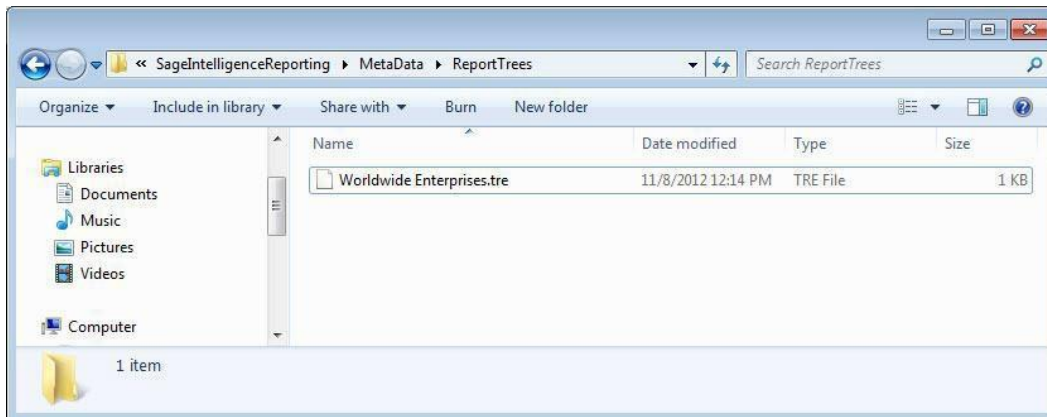 « SageIntelligenceReporting MetaData ReportTrees Search ReportTrees
Organize Include in library Share with Burn New folder
Name Date modified Type Size
Worldwide Enterprises.tre 11/8/2012 12:14 PM TRE File 1 KB
Libraries
Documents
Music
Pictures
Videos
Computer
1 item